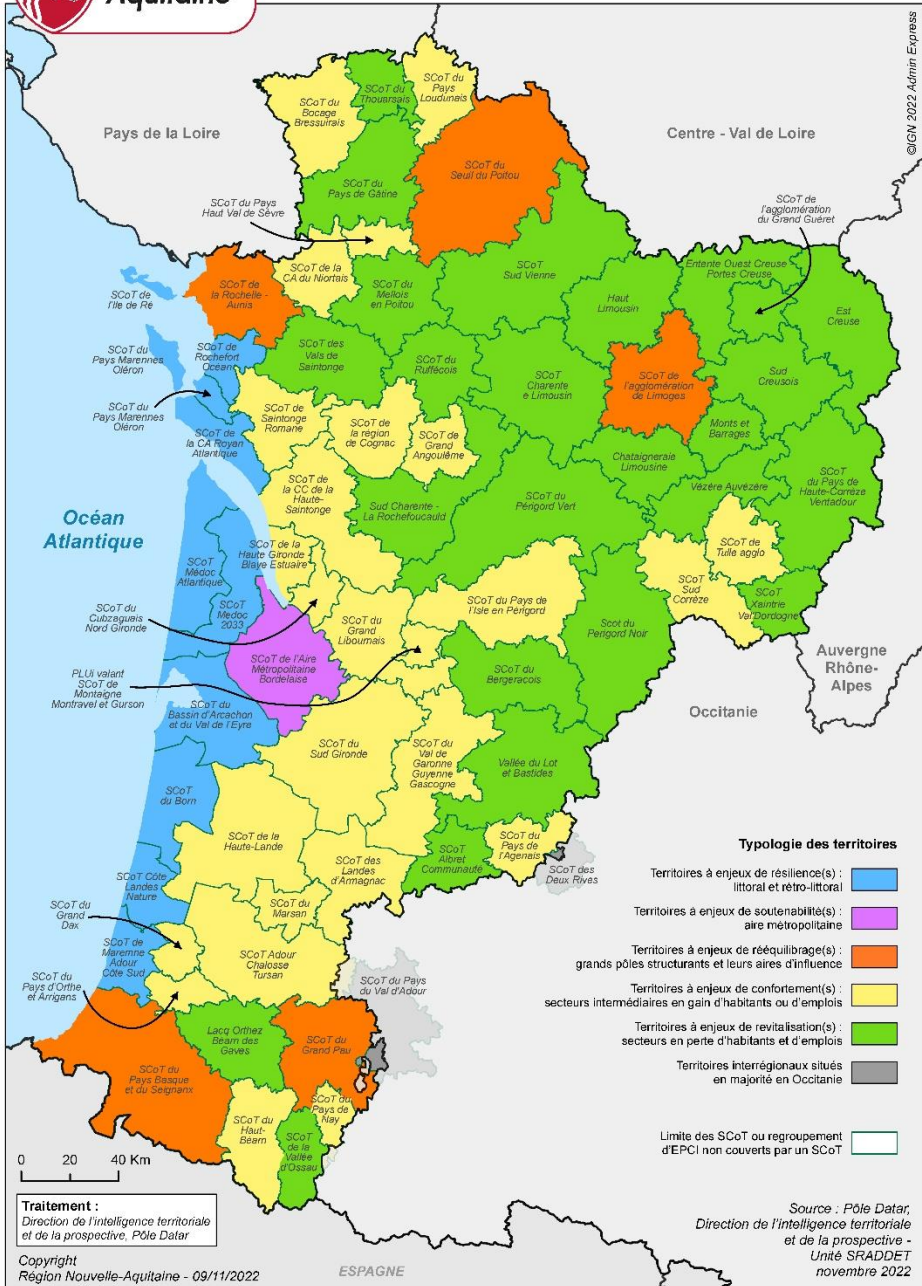 Aquitaine
©IGN 2022 Admin Express
Pays de la Loire
Centre - Val de Loire
SCoT du
Bocage
Bressuirais
SCoT du
Thouarsais
SCoT du
Pays
Loudunais
SCoT du
Seuil du Poitou
SCoT du
Pays de Gâtine
SCoT du Pays
Haut Val de Sèvre
SCoT de
l'agglomération
du Grand Guéret
SCoT de la
CA du Niortais
SCoT du
Mellois
en Poitou
SCoT
Sud Vienne
Haut
Limousin
Entente Ouest Creuse
Portes Creuse
Est
Creuse
SCoT de
l'Ile de Ré
SCoT de
la Rochelle -
Aunis
SCoT du
Pays Marennes
Oléron
SCoT de
Rochefort
Océan
SCoT des
Vals de
Saintonge
SCoT du
Ruffécois
SCoT
Charente
e Limousin
SCoT de
l'agglomération
de Limoges
Sud
Creusois
SCoT du
Pays Marennes
Oléron
SCoT de
la CA Royan
Atlantique
SCoT de
Saintonge
Romane
SCoT de
la région
de Cognac
SCoT de
Grand
Angoulême
Monts et
Barrages
Chataigneraie
Limousine
SCoT de
la CC de la
Haute-
Saintonge
Sud Charente -
La Rochefoucauld
SCoT du
Périgord Vert
Vézère Auvézère
SCoT
du Pays de
Haute-Corrèze
Ventadour
Océan
Atlantique
SCoT de la
Haute Gironde
Blaye Estuaire
SCoT
Médoc
Atlantique
SCoT
Medoc
2033
SCoT de
Tulle agglo
SCoT
Sud
Corrèze
SCoT
Xaintrie
Val'Dordogne
SCoT du
Cubzaguais
Nord Gironde
SCoT du
Grand
Libournais
SCoT du Pays de
l'Isle en Périgord
Scot du
Perigord Noir
PLUi valant
SCoT de
Montaigne
Montravel et Gurson
SCoT de l'Aire
Métropolitaine
Bordelaise
SCoT du
Bergeracois
Auvergne
Rhône-
Alpes
SCoT du
Bassin d'Arcachon
et du Val de l'Eyre
Occitanie
SCoT du
Sud Gironde
SCoT du
Val de
Garonne
Guyenne
Gascogne
Vallée du Lot
et Bastides
SCoT
du Born
SCoT de la
Haute-Lande
SCoT des
Landes
d'Armagnac
SCoT
Albret
Communauté
SCoT du
Pays de
l'Agenais
SCoT des
Deux Rives
SCoT Côte
Landes
Nature
SCoT du
Marsan
SCoT du
Grand
Dax
SCoT de
Maremne
Adour
Côte Sud
SCoT Adour
Chalosse
Tursan
SCoT du
Pays d'Orthe
et Arrigans
SCoT du Pays
du Val d'Adour
Lacq Orthez
Béarn des
Gaves
SCoT du
Grand Pau
SCoT du
Pays Basque
et du Seignanx
SCoT du
Haut-
Béarn
SCoT du
Pays de
Nay
SCoT
de la
Vallée
d'Ossau
ESPAGNE
Typologie des territoires
Territoires à enjeux de résilience(s) :
littoral et rétro-littoral
Territoires à enjeux de soutenabilité(s) :
aire métropolitaine
Territoires à enjeux de rééquilibrage(s) :
grands pôles structurants et leurs aires d'influence
Territoires à enjeux de confortement(s) :
secteurs intermédiaires en gain d'habitants ou d'emplois
Territoires à enjeux de revitalisation(s) :
secteurs en perte d'habitants et d'emplois
Territoires interrégionaux situés
en majorité en Occitanie
Limite des SCoT ou regroupement
d'EPCI non couverts par un SCoT
0 20 40 Km
Traitement :
Direction de l'intelligence territoriale
et de la prospective, Pôle Datar
Copyright
Région Nouvelle-Aquitaine - 09/11/2022
Source : Pôle Datar,
Direction de l'intelligence territoriale
et de la prospective -
Unité SRADDET
novembre 2022